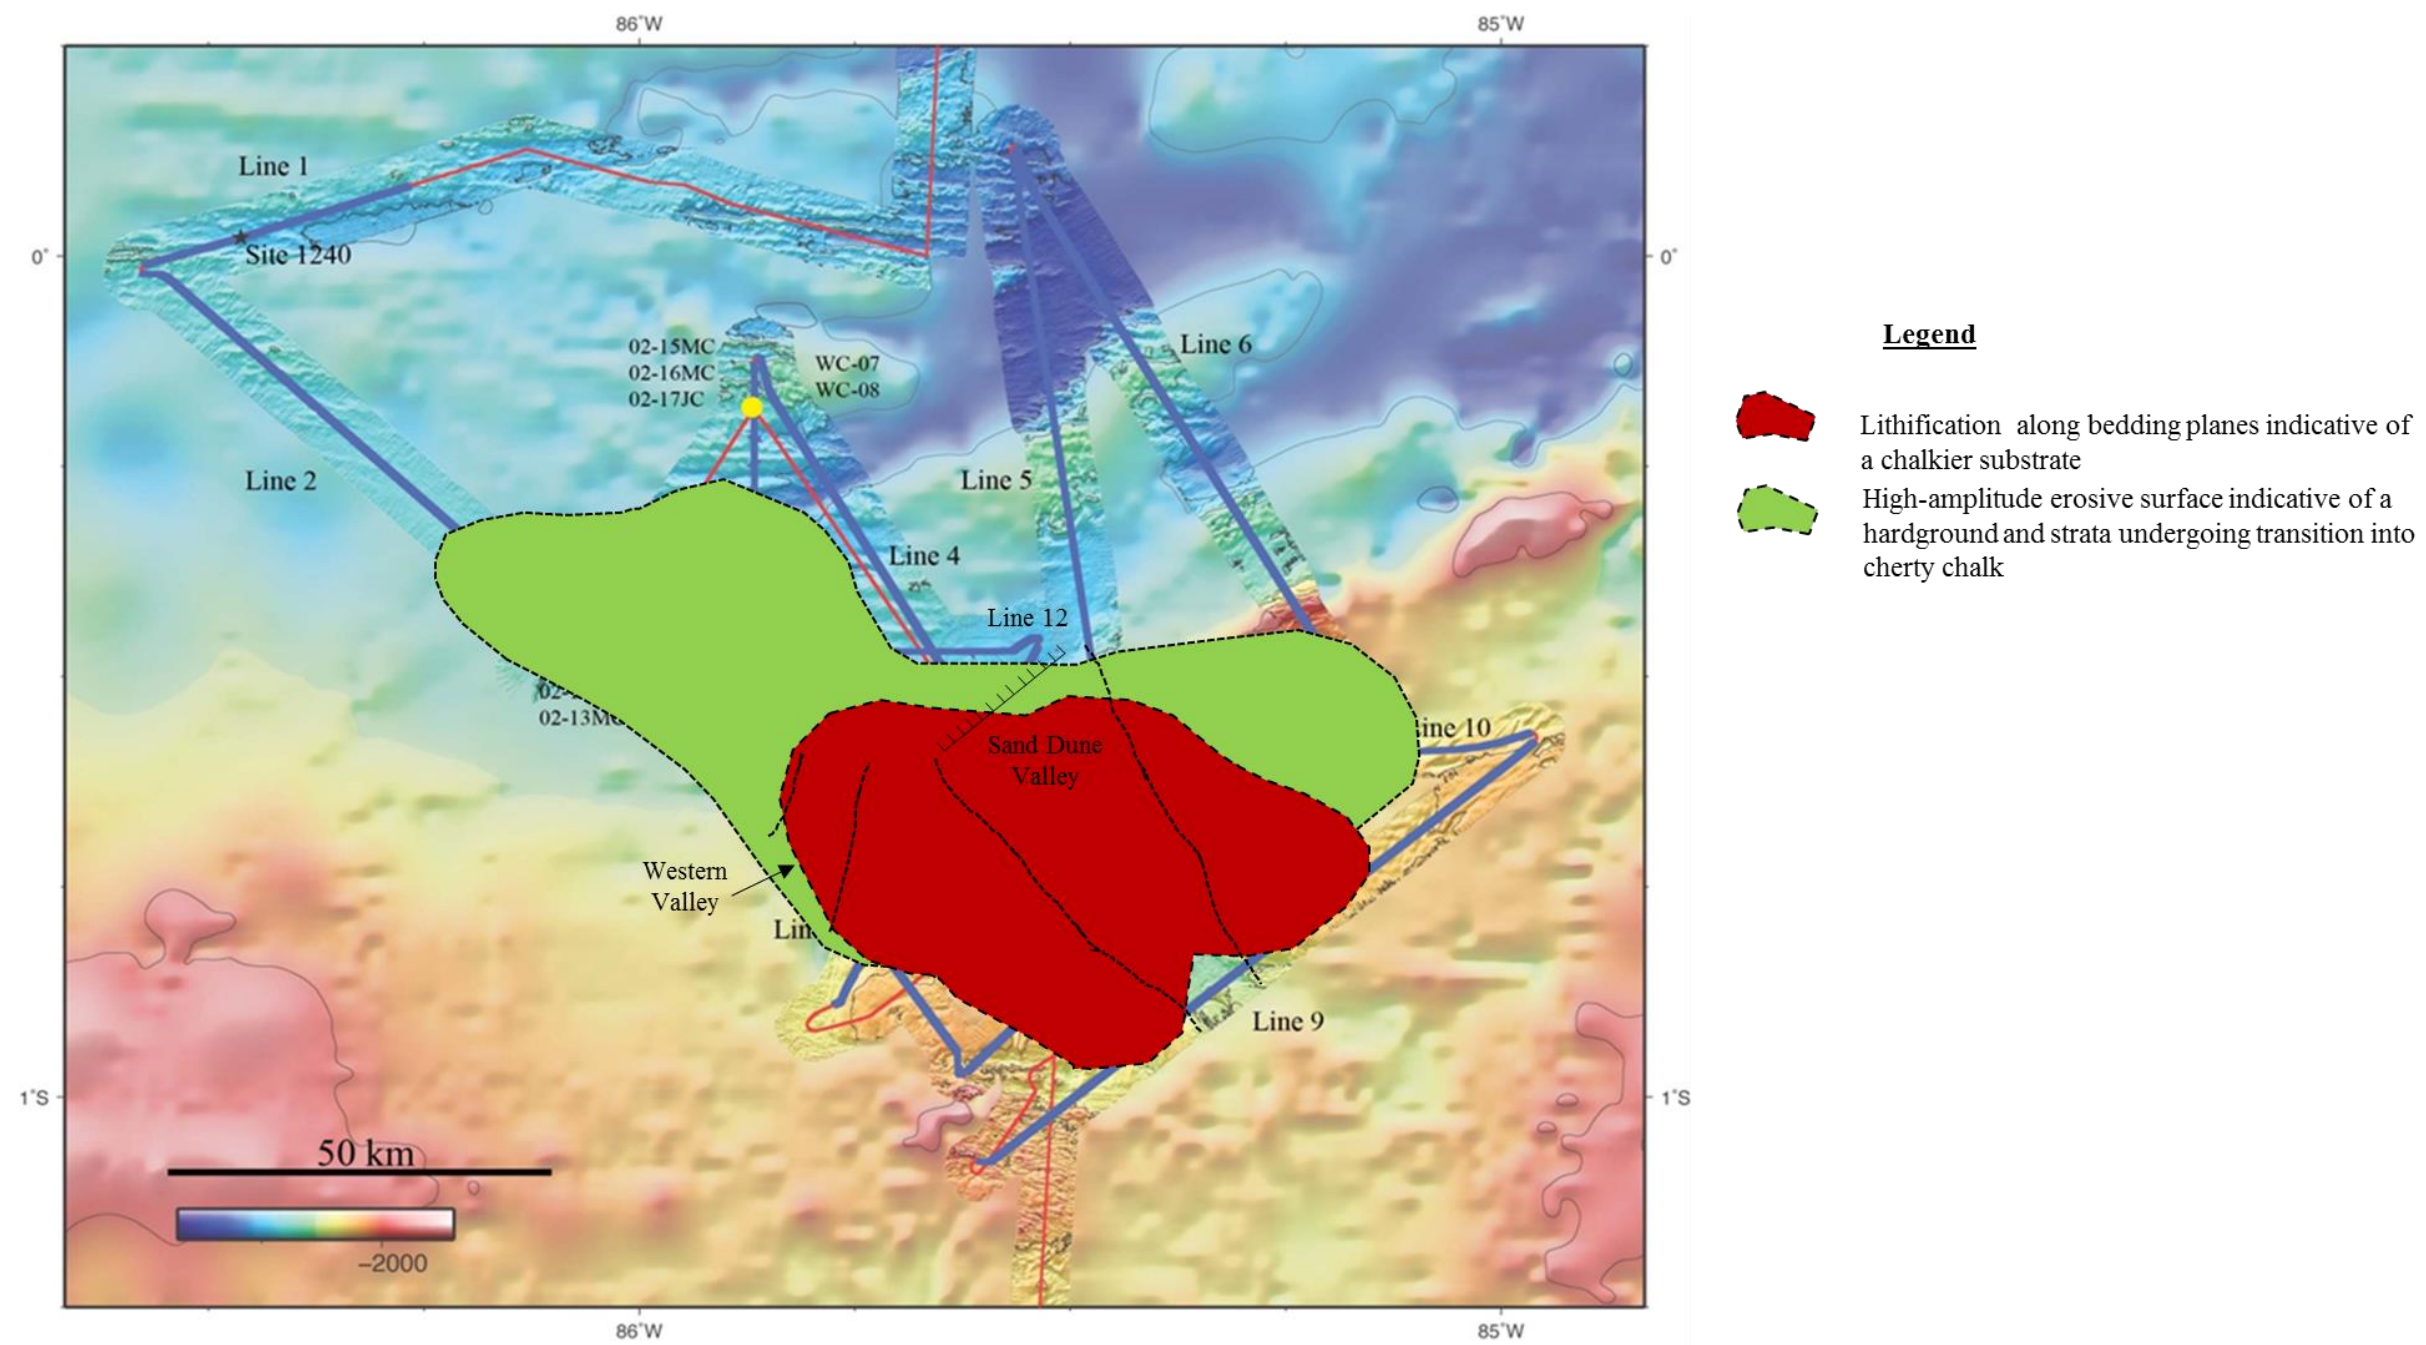 86°W
85°W
Line 1
Site 1240
0°
0°
02-15MC
02-16MC
02-17JC
WC-07
WC-08
Line 6
Line 2
Line 5
Line 4
Line 12
02-
02-13M
ine 10
Sand Dune
Valley
Western
Valley
Lin
Line 9
1°S
1°S
50 km
−2000
86°W
85°W
Legend
Lithification along bedding planes indicative of
a chalkier substrate
High-amplitude erosive surface indicative of a
hardground and strata undergoing transition into
cherty chalk